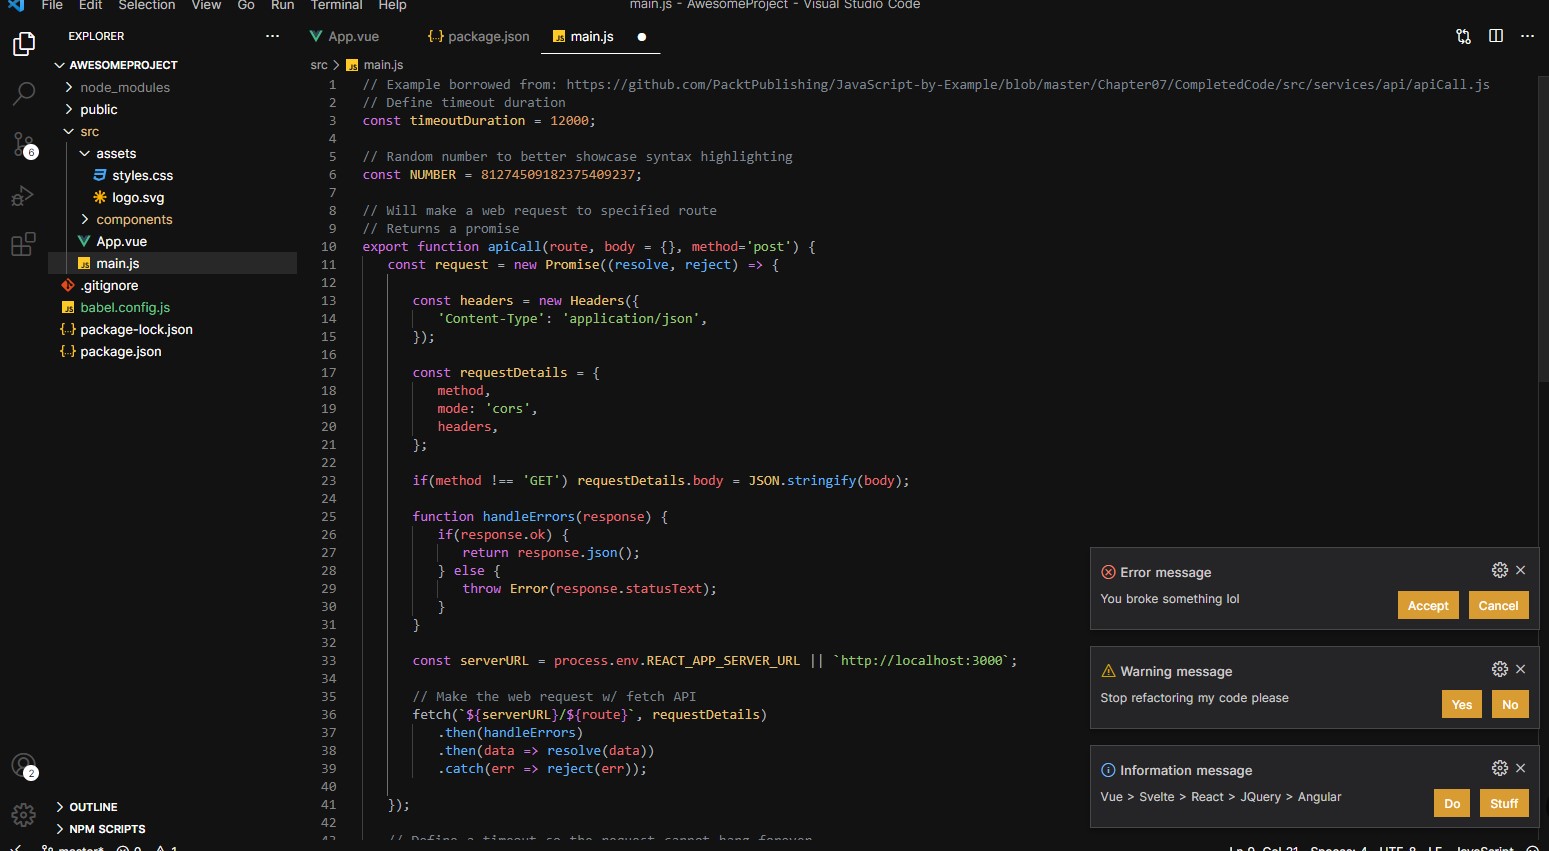 File Edit Selection View Go Run Terminal Help
main.js - AwesomeProject - Visual Studio Code
EXPLORER
AWESOMEPROJECT
node_modules
public
src
assets
styles.css
logo.svg
components
App.vue
main.js
.gitignore
babel.config.js
package-lock.json
package.json
6
2
OUTLINE
NPM SCRIPTS
App.vue
package.json
main.js
src > main.js
1 // Example borrowed from: https://github.com/PacktPublishing/JavaScript-by-Example/blob/master/Chapter07/CompletedCode/src/services/api/apiCall.js
2 // Define timeout duration
3 const timeoutDuration = 12000;
4
5 // Random number to better showcase syntax highlighting
6 const NUMBER = 81274509182375409237;
7
8 // Will make a web request to specified route
9 // Returns a promise
10 export function apiCall(route, body = {}, method='post') {
11 const request = new Promise((resolve, reject) => {
12
13 const headers = new Headers({
14 'Content-Type': 'application/json',
15 });
16
17 const requestDetails = {
18 method,
19 mode: 'cors',
20 headers,
21 };
22
23 if(method !== 'GET') requestDetails.body = JSON.stringify(body);
24
25 function handleErrors(response) {
26 if(response.ok) {
27 return response.json();
28 } else {
29 throw Error(response.statusText);
30 }
31 }
32
33 const serverURL = process.env.REACT_APP_SERVER_URL || `http://localhost:3000`;
34
35 // Make the web request w/ fetch API
36 fetch(`${serverURL}/${route}`, requestDetails)
37 .then(handleErrors)
38 .then(data => resolve(data))
39 .catch(err => reject(err));
40
41 });
42
43 // Define a timeout so the request cannot hang forever
Error message
You broke something lol
Accept Cancel
Warning message
Stop refactoring my code please
Yes No
Information message
Vue > Svelte > React > JQuery > Angular
Do Stuff
master* 0 1
Ln 9, Col 21 Spaces: 4 UTF-8 LF JavaScript